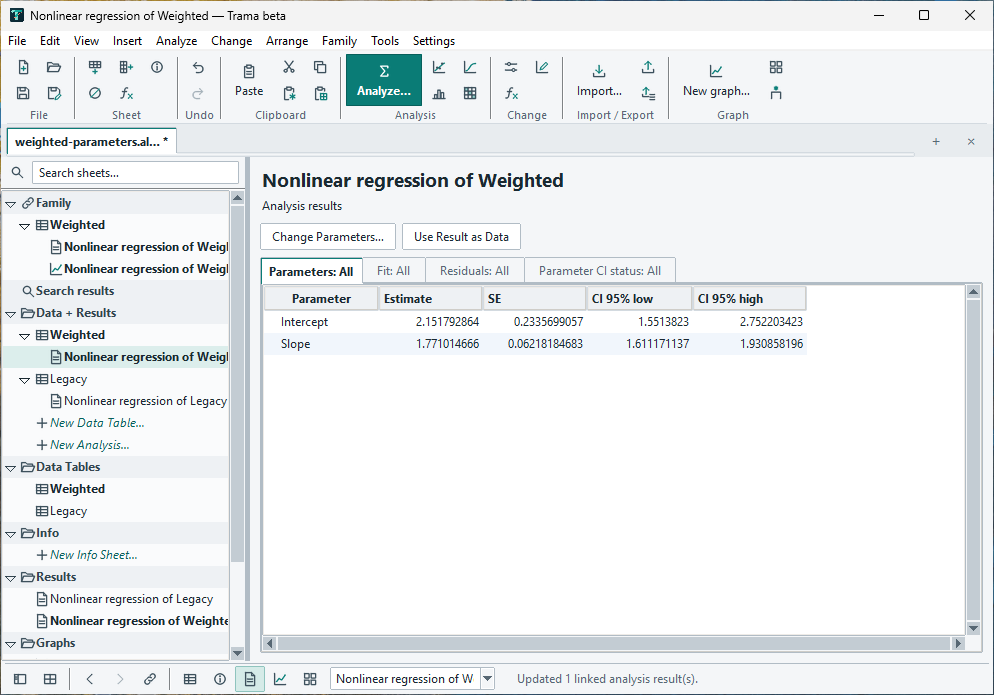 Nonlinear regression of Weighted — Trama beta
File Edit View Insert Analyze Change Arrange Family Tools Settings
Paste Analyze... Import... New graph...
File Sheet Undo Clipboard Analysis Change Import / Export Graph
weighted-parameters.al... *
Search sheets...
Family
Weighted
Nonlinear regression of Weigh
Nonlinear regression of Weigh
Search results
Data + Results
Weighted
Nonlinear regression of Weigh
Legacy
Nonlinear regression of Legacy
New Data Table...
New Analysis...
Data Tables
Weighted
Legacy
Info
New Info Sheet...
Results
Nonlinear regression of Legacy
Nonlinear regression of Weighte
Graphs
Nonlinear regression of Weighted
Analysis results
Change Parameters... Use Result as Data
Parameters: All Fit: All Residuals: All Parameter CI status: All
Parameter Estimate SE CI 95% low CI 95% high
Intercept 2.151792864 0.2335699057 1.5513823 2.752203423
Slope 1.771014666 0.06218184683 1.611171137 1.930858196
Nonlinear regression of W Updated 1 linked analysis result(s).